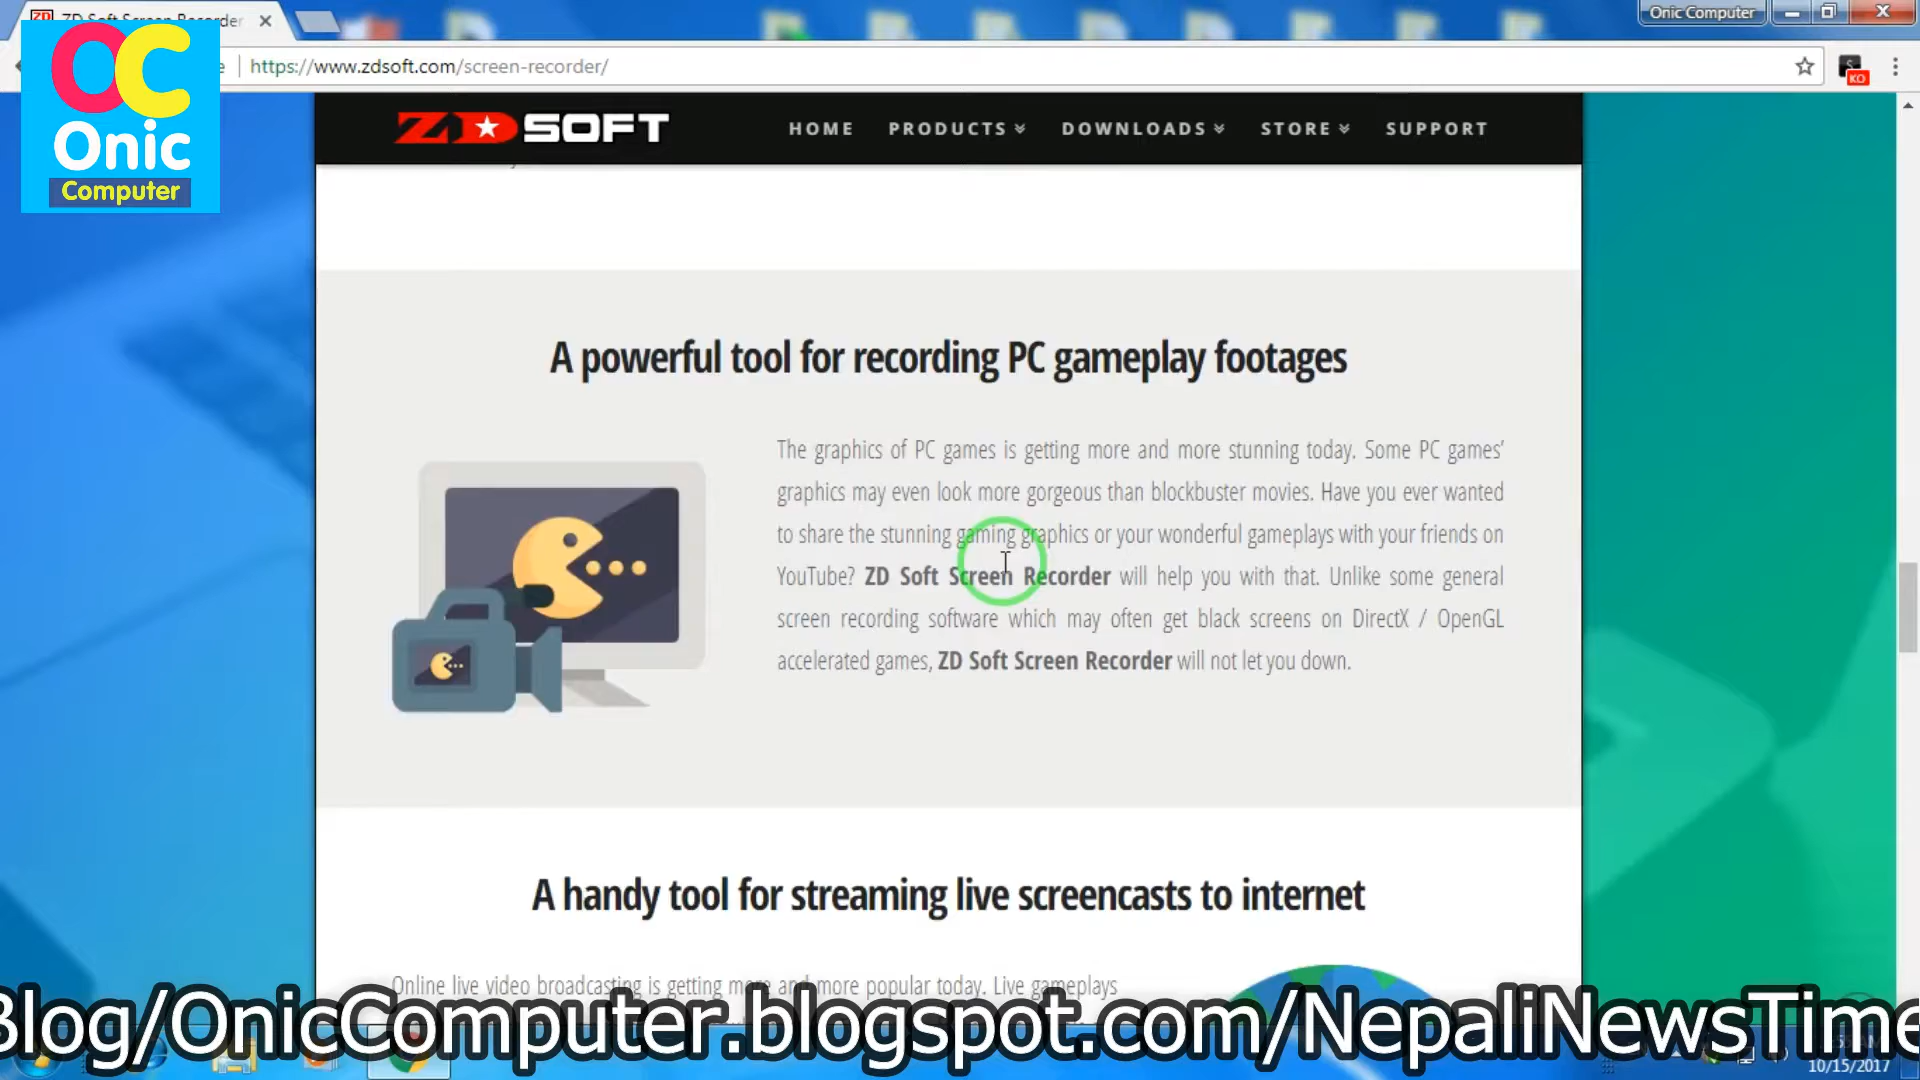 ZD Soft Screen Recorder
Onic Computer
https://www.zdsoft.com/screen-recorder/
KO
OC
Onic
Computer
ZD SOFT
HOME PRODUCTS DOWNLOADS STORE SUPPORT
A powerful tool for recording PC gameplay footages
The graphics of PC games is getting more and more stunning today. Some PC games'
graphics may even look more gorgeous than blockbuster movies. Have you ever wanted
to share the stunning gaming graphics or your wonderful gameplays with your friends on
YouTube? ZD Soft Screen Recorder will help you with that. Unlike some general
screen recording software which may often get black screens on DirectX / OpenGL
accelerated games, ZD Soft Screen Recorder will not let you down.
A handy tool for streaming live screencasts to internet
Online live video broadcasting is getting more and more popular today. Live gameplays
Blog/OnicComputer.blogspot.com/NepaliNewsTime
10/15/2017